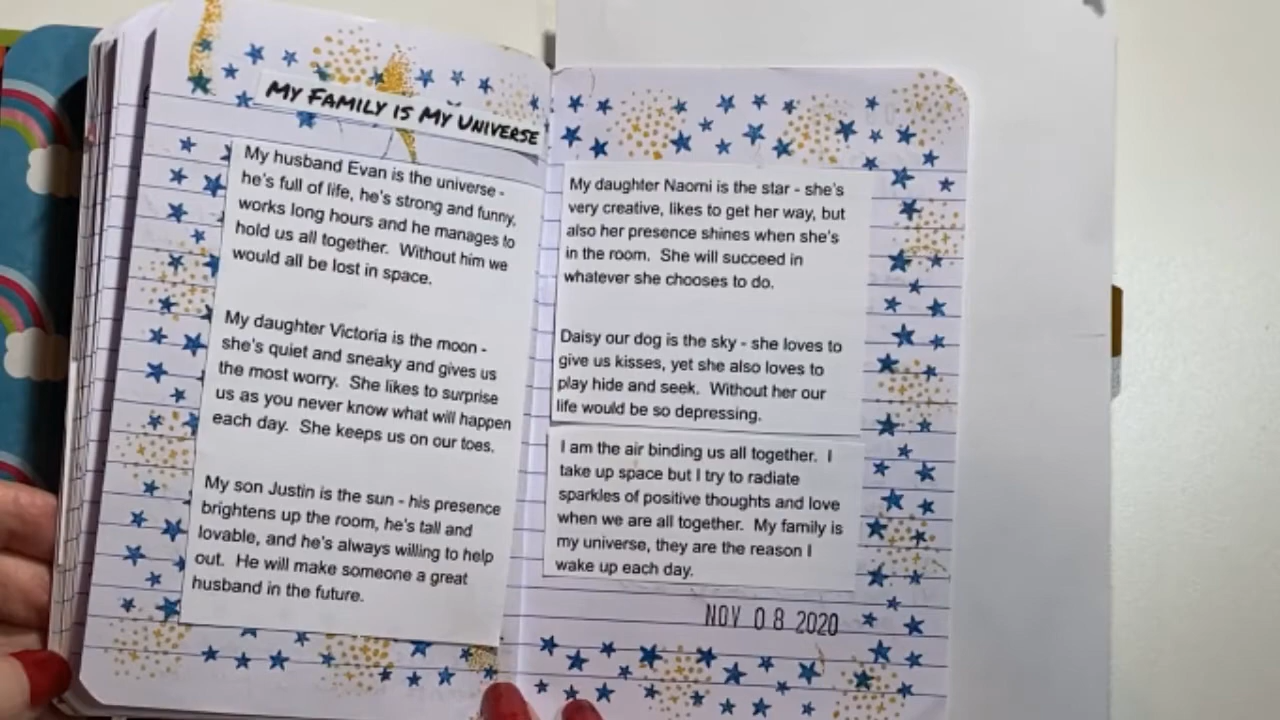 MY FAMILY IS MY UNIVERSE
My husband Evan is the universe -
he's full of life, he's strong and funny,
works long hours and he manages to
hold us all together. Without him we
would all be lost in space.
My daughter Victoria is the moon -
she's quiet and sneaky and gives us
the most worry. She likes to surprise
us as you never know what will happen
each day. She keeps us on our toes.
My son Justin is the sun - his presence
brightens up the room, he's tall and
lovable, and he's always willing to help
out. He will make someone a great
husband in the future.
My daughter Naomi is the star - she's
very creative, likes to get her way, but
also her presence shines when she's
in the room. She will succeed in
whatever she chooses to do.
Daisy our dog is the sky - she loves to
give us kisses, yet she also loves to
play hide and seek. Without her our
life would be so depressing.
I am the air binding us all together. I
take up space but I try to radiate
sparkles of positive thoughts and love
when we are all together. My family is
my universe, they are the reason I
wake up each day.
NOV 08 2020